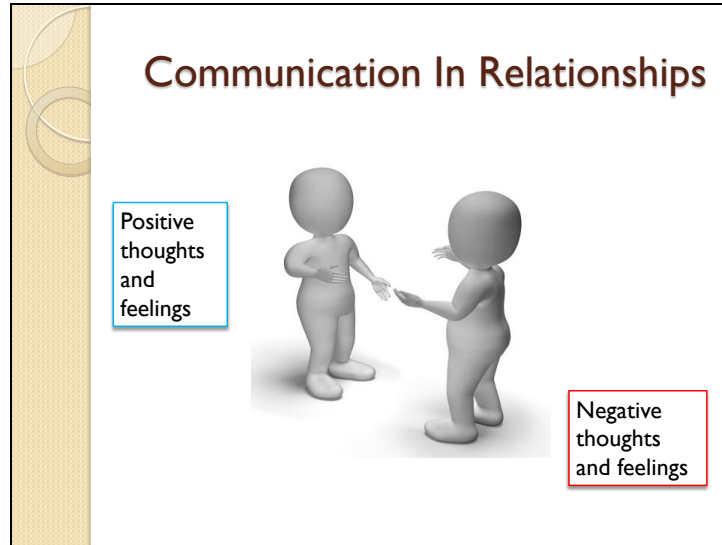 Communication In Relationships
Positive
thoughts
and
feelings
Negative
thoughts
and feelings